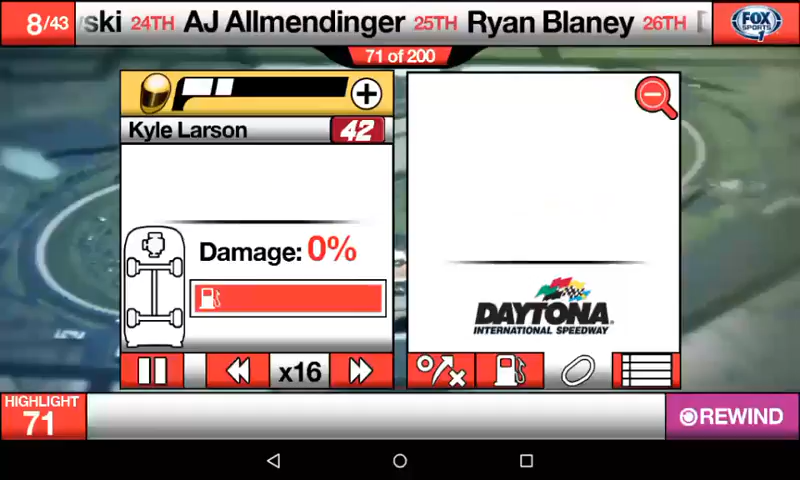 8/43
ski 24TH AJ Allmendinger 25TH Ryan Blaney 26TH
FOX SPORTS 1
71 of 200
Kyle Larson
42
Damage: 0%
x16
DAYTONA
INTERNATIONAL SPEEDWAY
HIGHLIGHT
71
REWIND